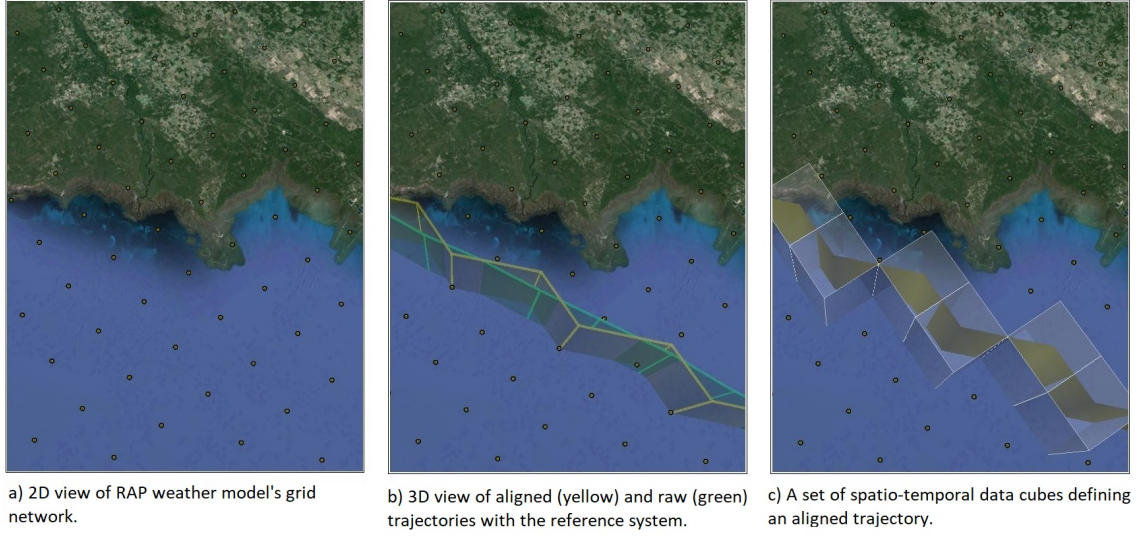 a) 2D view of RAP weather model's grid
network.
b) 3D view of aligned (yellow) and raw (green)
trajectories with the reference system.
c) A set of spatio-temporal data cubes defining
an aligned trajectory.